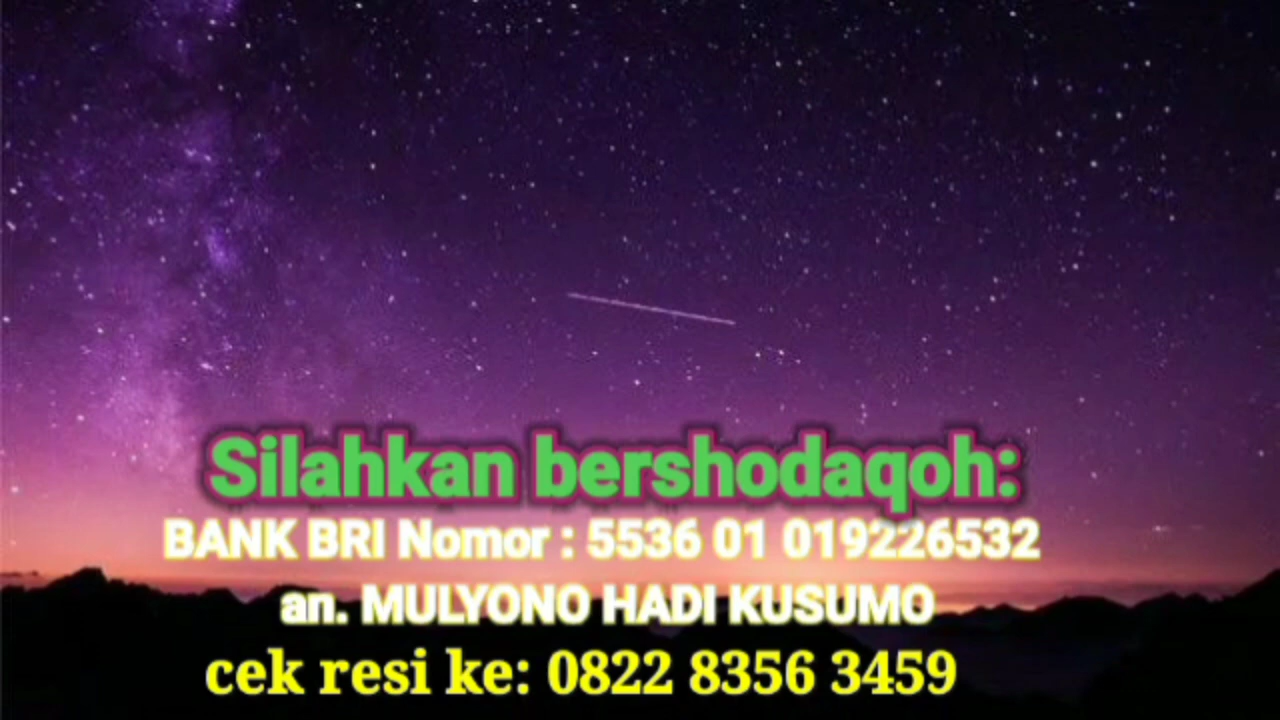 Silahkan bershodaqoh:
BANK BRI Nomor : 5536 01 019226532
an. MULYONO HADI KUSUMO
cek resi ke: 0822 8356 3459